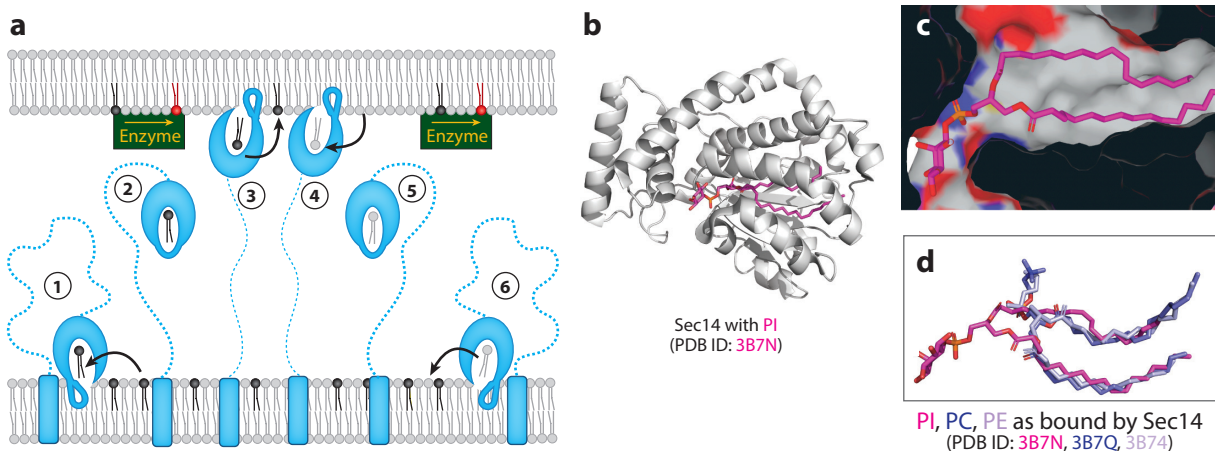 a
Enzyme
Enzyme
1
2
3
4
5
6
b
Sec14 with PI
(PDB ID: 3B7N)
c
d
PI, PC, PE as bound by Sec14
(PDB ID: 3B7N, 3B7Q, 3B74)